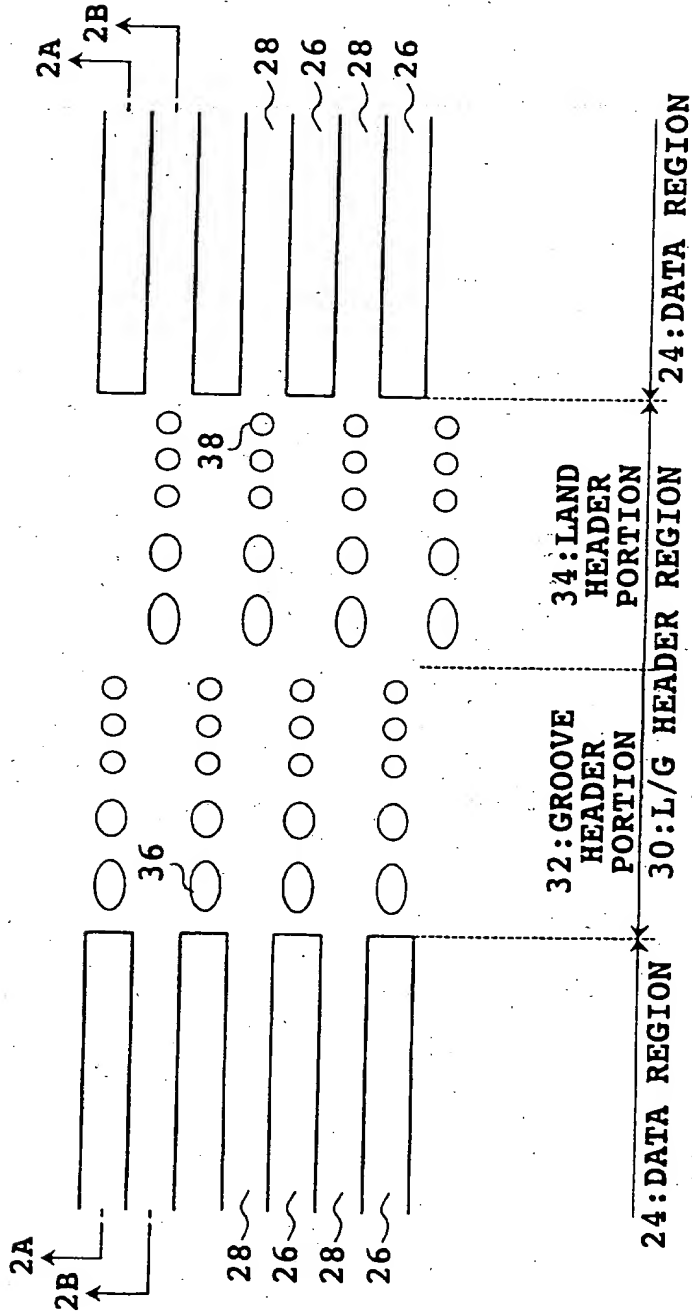 2A
2B
2A
2B
28
26
28
26
28
26
28
26
36
38
32:GROOVE
HEADER
PORTION
34:LAND
HEADER
PORTION
30:L/G HEADER REGION
24:DATA REGION
24:DATA REGION